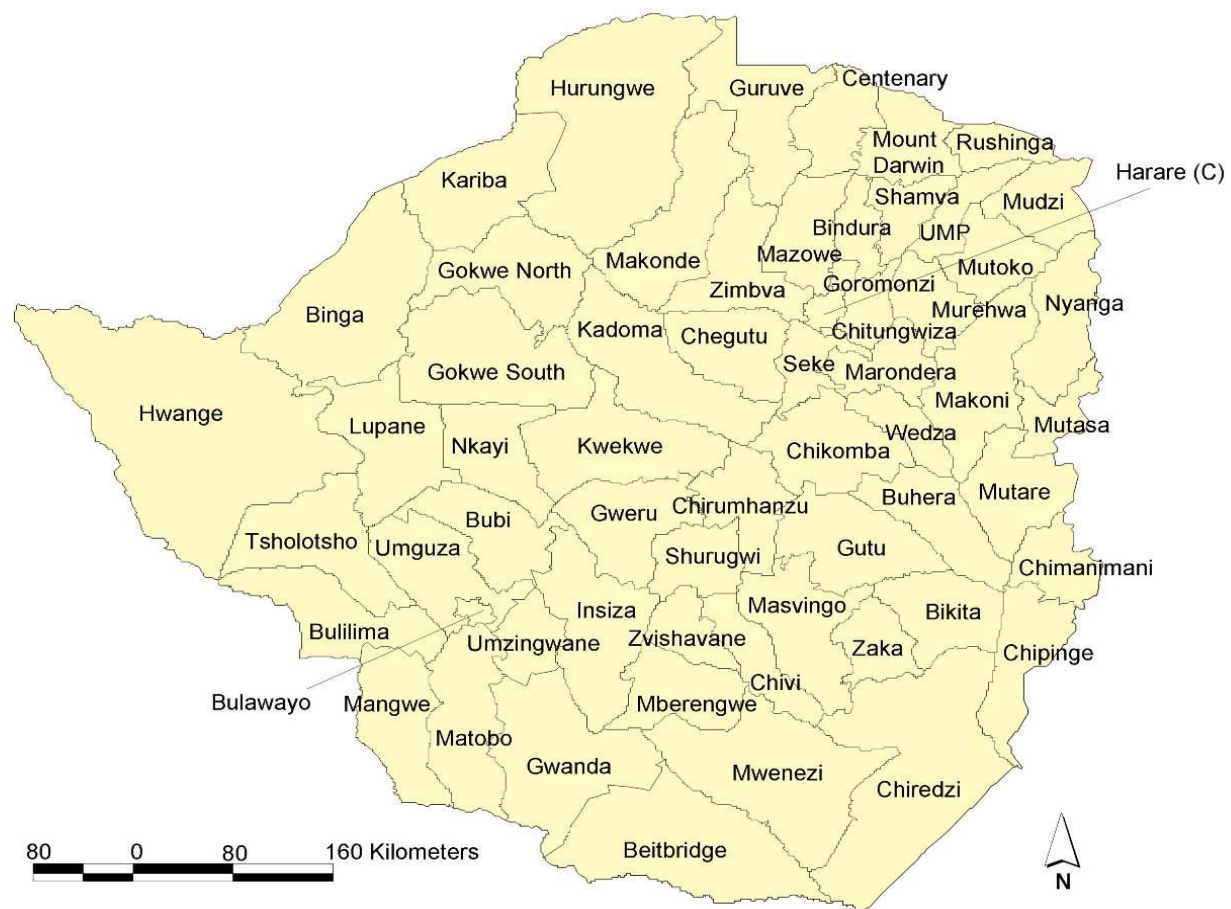 Centenary
Hurungwe
Guruve
Mount
Darwin
Rushinga
Harare (C)
Kariba
Shamva
Mudzi
Bindura
UMP
Mazowe
Makonde
Gokwe North
Mutoko
Goromonzi
Zimbva
Nyanga
Murehwa
Binga
Kadoma
Chegutu
Chitungwiza
Seke
Marondera
Gokwe South
Makoni
Hwange
Lupane
Mutasa
Wedza
Nkayi
Kwekwe
Chikomba
Mutare
Buhera
Chirumhanzu
Bubi
Gweru
Tsholotsho
Umguza
Shurugwi
Gutu
Chimanimani
Insiza
Masvingo
Bikita
Bulilima
Umzingwane
Zvishavane
Zaka
Chipinge
Chivi
Bulawayo
Mangwe
Mberengwe
Matobo
Gwanda
Mwenezi
Chiredzi
Beitbridge
80 0 80 160 Kilometers
N